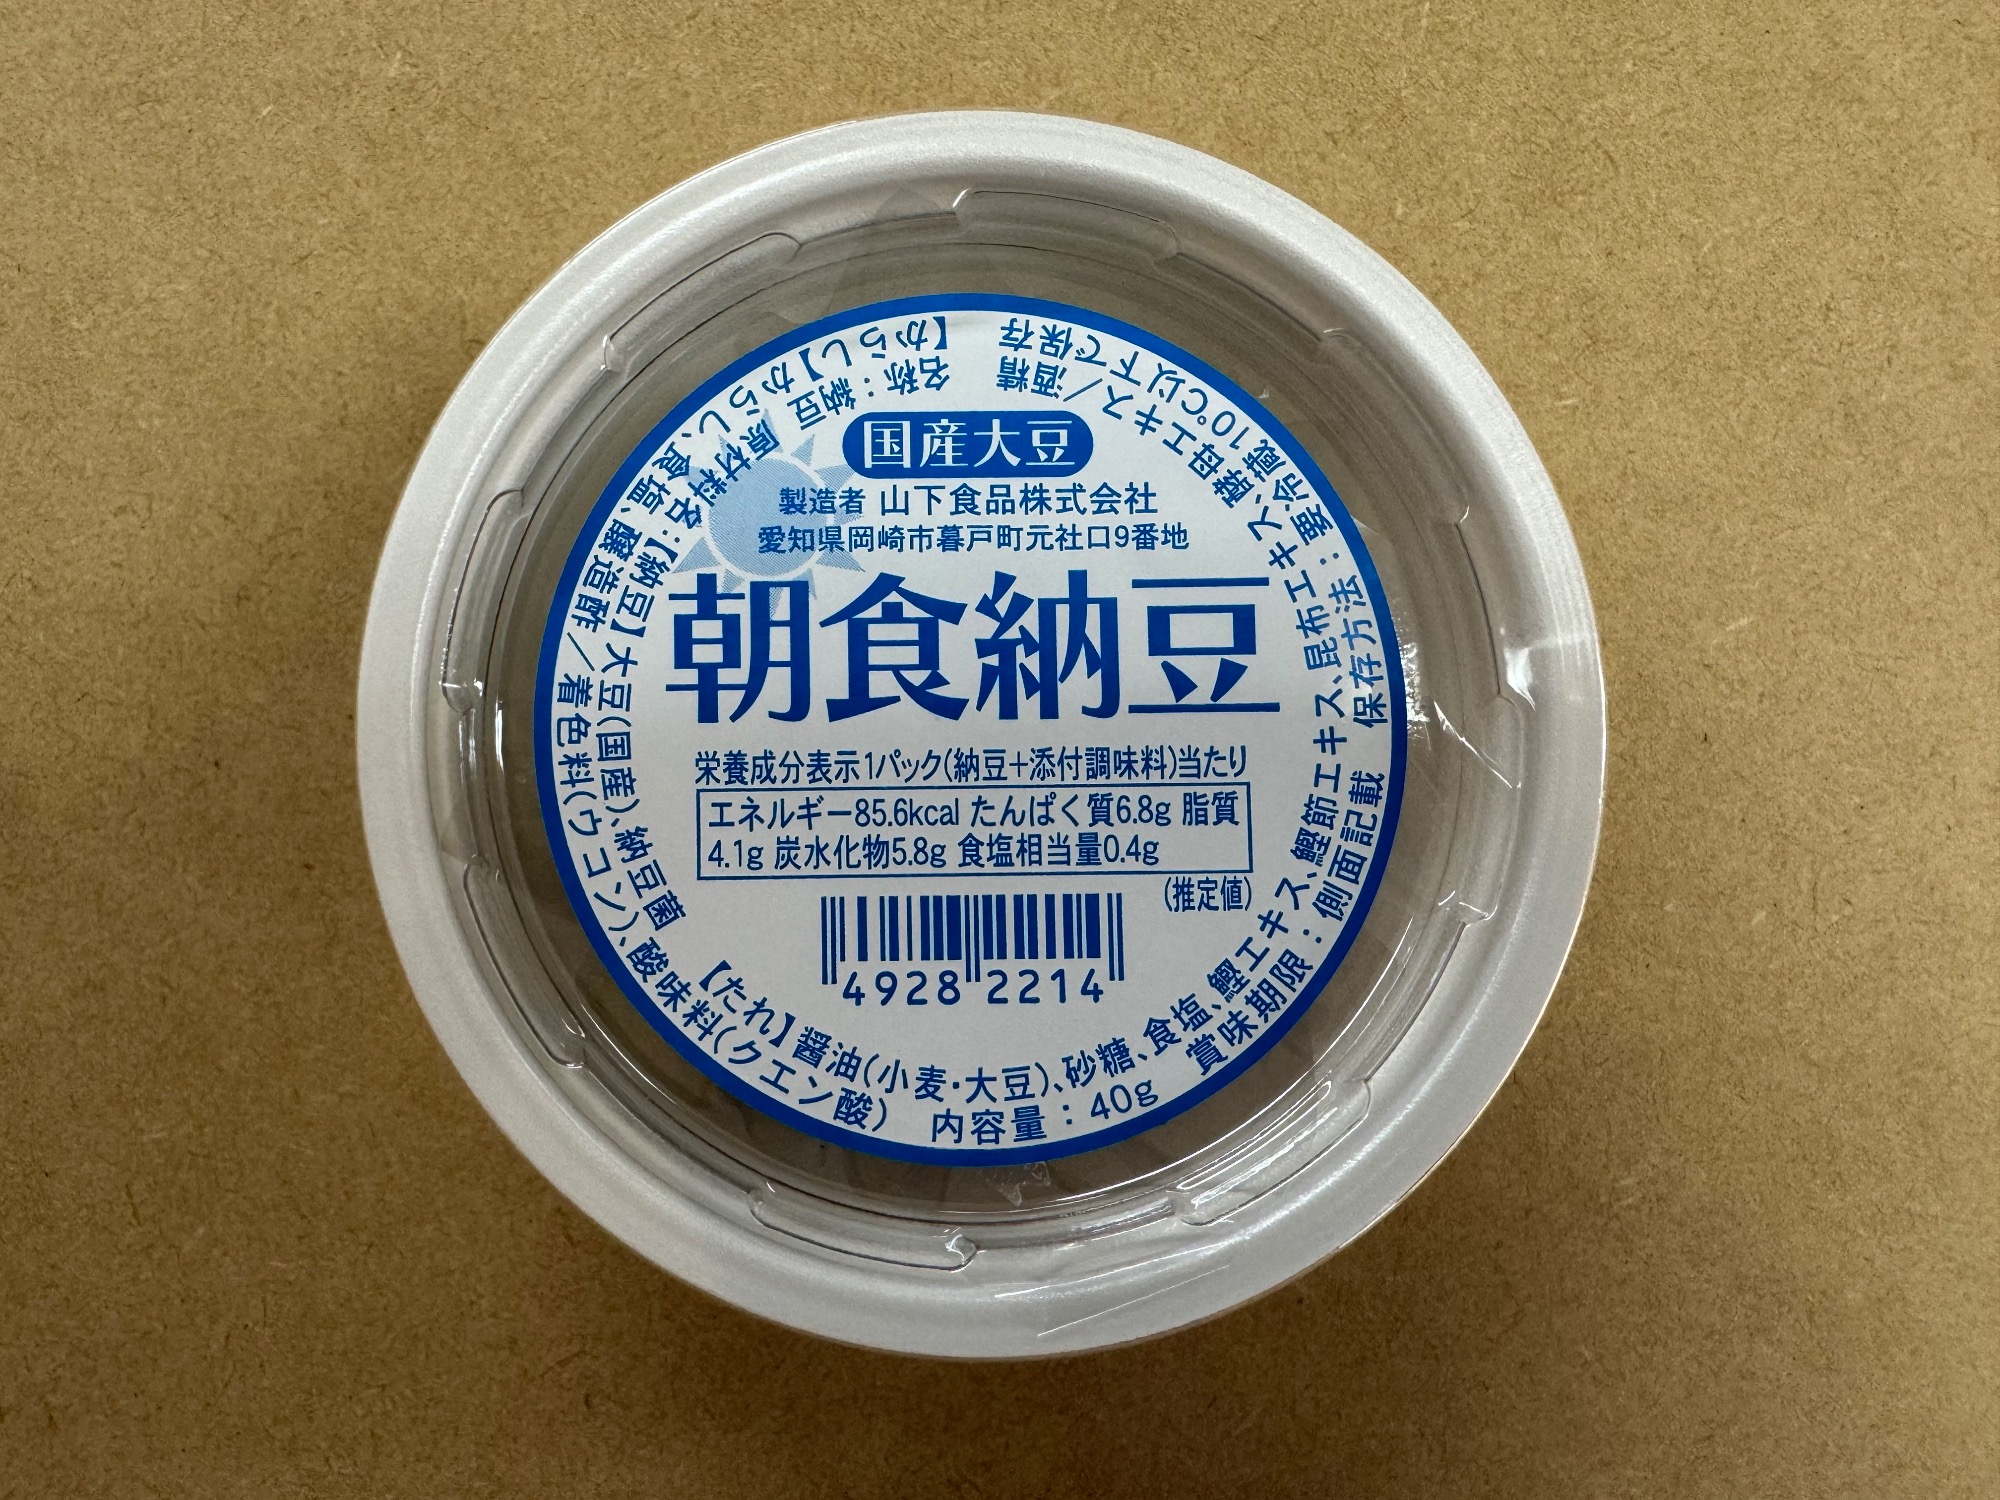 国産大豆
製造者 山下食品株式会社
愛知県岡崎市暮戸町元社口9番地
朝食納豆
栄養成分表示1パック(納豆+添付調味料)当たり
エネルギー85.6kcal たんぱく質6.8g 脂質
4.1g 炭水化物5.8g 食塩相当量0.4g
(推定値)
4928 2214
名称:納豆 原材料名:【納豆】大豆(国産)、納豆菌 【たれ】醤油(小麦・大豆)、砂糖、食塩、鰹エキス、鰹節エキス、昆布エキス、酵母エキス/酒精
【からし】からし、食塩、醸造酢/着色料(ウコン)、酸味料(クエン酸) 内容量:40g 賞味期限:側面記載 保存方法:要冷蔵10℃以下で保存